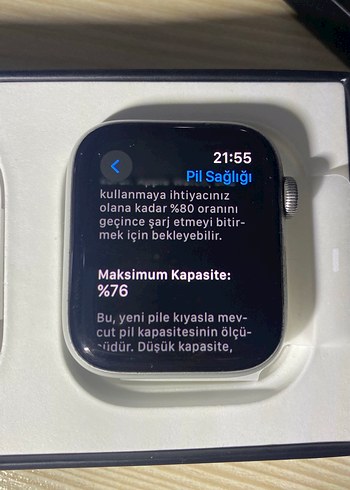 21:55
Pil Sağlığı
kullanmaya ihtiyacınız
olana kadar %80 oranını
geçince şarj etmeyi bitir-
mek için bekleyebilir.
Maksimum Kapasite:
%76
Bu, yeni pile kıyasla mev-
cut pil kapasitesinin ölçü-
südür. Düşük kapasite,